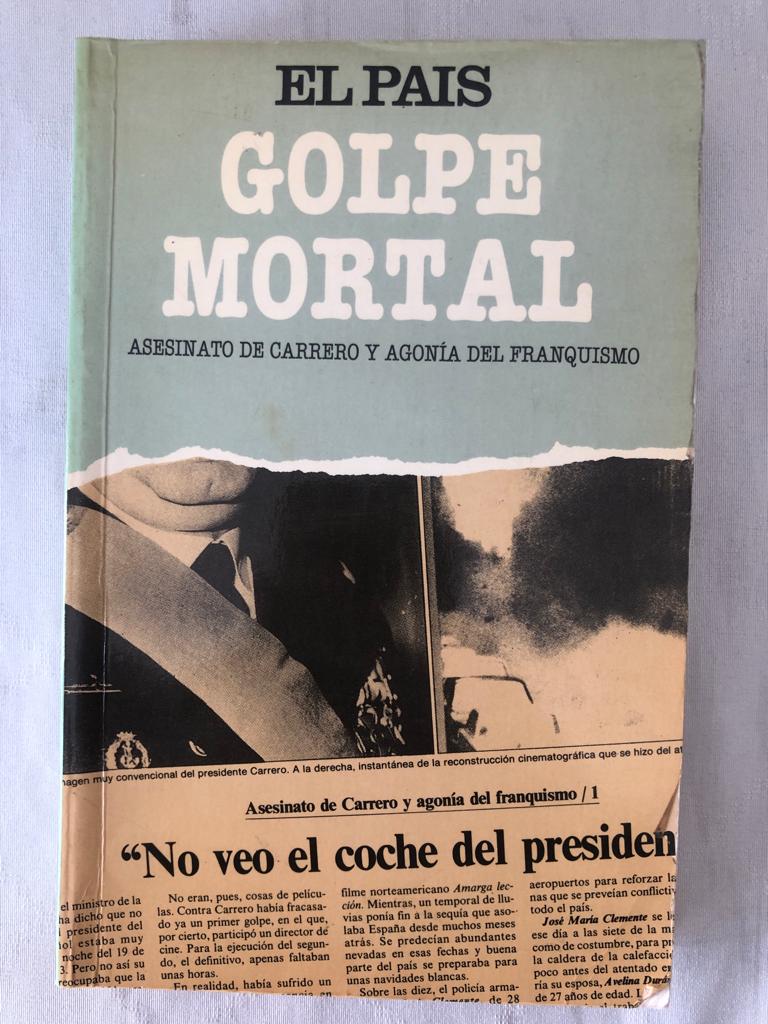 EL PAIS
GOLPE
MORTAL
ASESINATO DE CARRERO Y AGONÍA DEL FRANQUISMO
magen muy convencional del presidente Carrero. A la derecha, instantánea de la reconstrucción cinematográfica que se hizo del at
Asesinato de Carrero y agonía del franquismo / 1
“No veo el coche del presiden
el ministro de la
ha dicho que no
l presidente del
ñol estaba muy
noche del 19 de
3. Pero no así su
reocupaba que la
No eran, pues, cosas de pelícu-
las. Contra Carrero había fracasa-
do ya un primer golpe, en el que,
por cierto, participó un director de
cine. Para la ejecución del segun-
do, el definitivo, apenas faltaban
unas horas.
En realidad, había sufrido un
filme norteamericano Amarga lec-
ción. Mientras, un temporal de llu-
vias ponía fin a la sequía que aso-
laba España desde muchos meses
atrás. Se predecían abundantes
nevadas en esas fechas y buena
parte del país se preparaba para
unas navidades blancas.
Sobre las diez, el policía arma-
Clemente, de 28
aeropuertos para reforzar la
nas que se preveían conflictiv
todo el país.
José María Clemente se l
ese día a las siete de la m
como de costumbre, para p
la caldera de la calefacci
poco antes del atentado e
ría su esposa, Avelina Durá
de 27 años de edad.